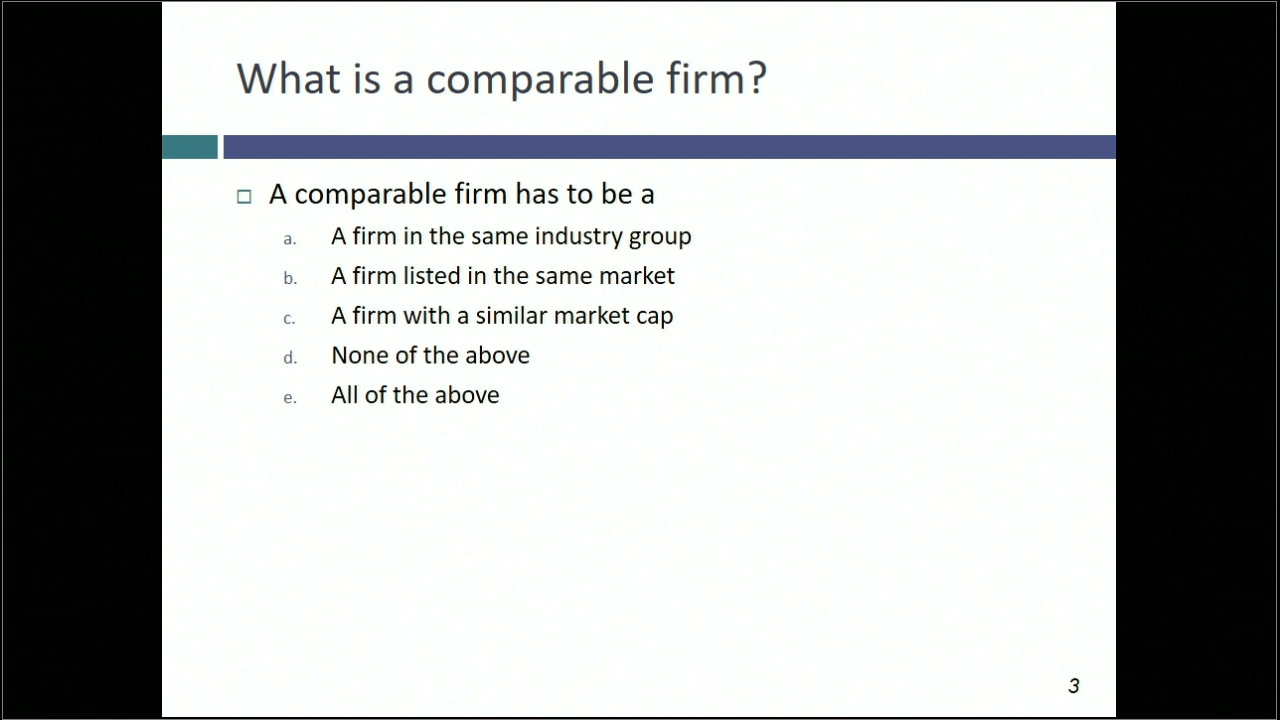 What is a comparable firm?
A comparable firm has to be a
a. A firm in the same industry group
b. A firm listed in the same market
c. A firm with a similar market cap
d. None of the above
e. All of the above
3